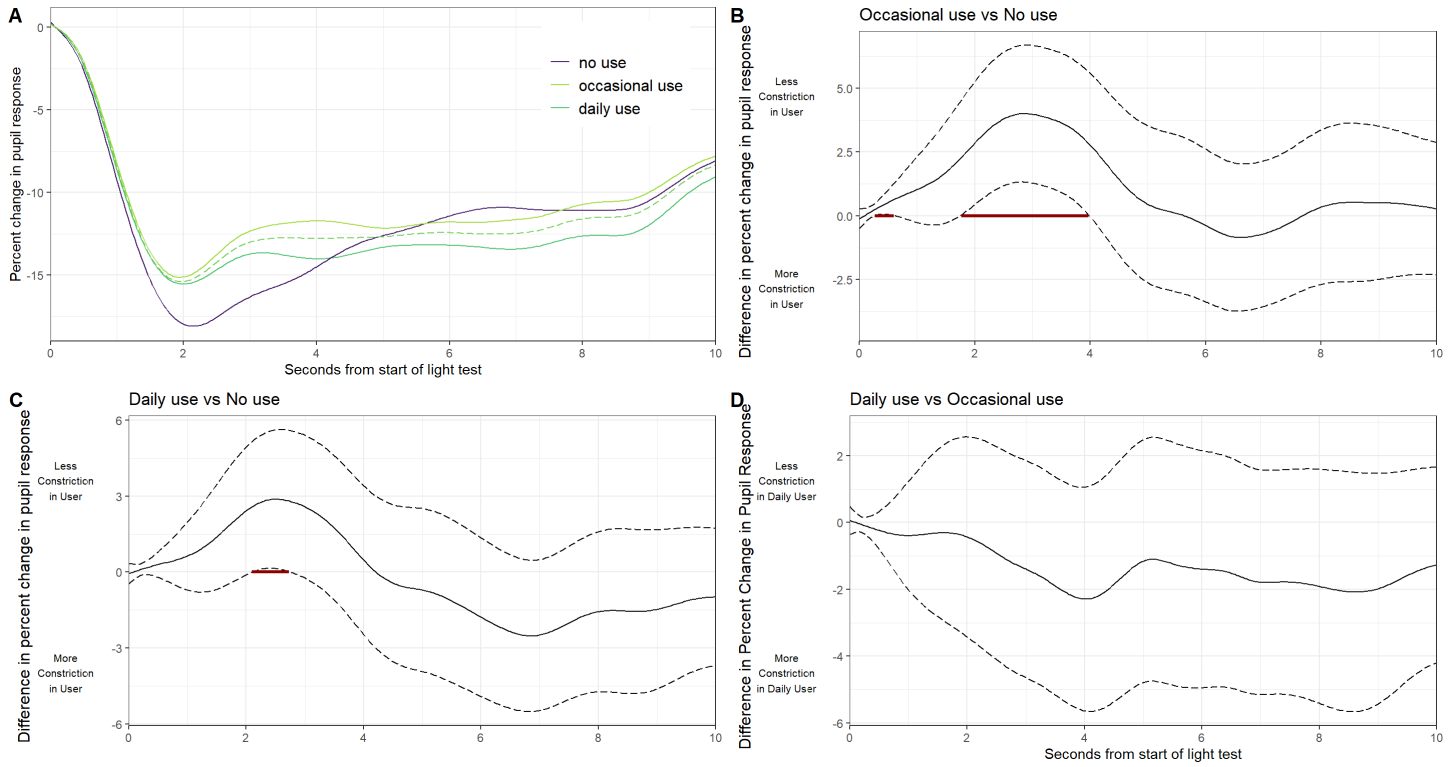 A
Percent change in pupil response
0
-5
-10
-15
no use
occasional use
daily use
0 2 4 6 8 10
Seconds from start of light test
B
Occasional use vs No use
Difference in percent change in pupil response
Less
Constriction
in User
More
Constriction
in User
5.0
2.5
0.0
-2.5
0 2 4 6 8 10
C
Daily use vs No use
Difference in percent change in pupil response
Less
Constriction
in User
More
Constriction
in User
6
3
0
-3
-6
0 2 4 6 8 10
D
Daily use vs Occasional use
Difference in Percent Change in Pupil Response
Less
Constriction
in Daily User
More
Constriction
in Daily User
2
0
-2
-4
-6
0 2 4 6 8 10
Seconds from start of light test